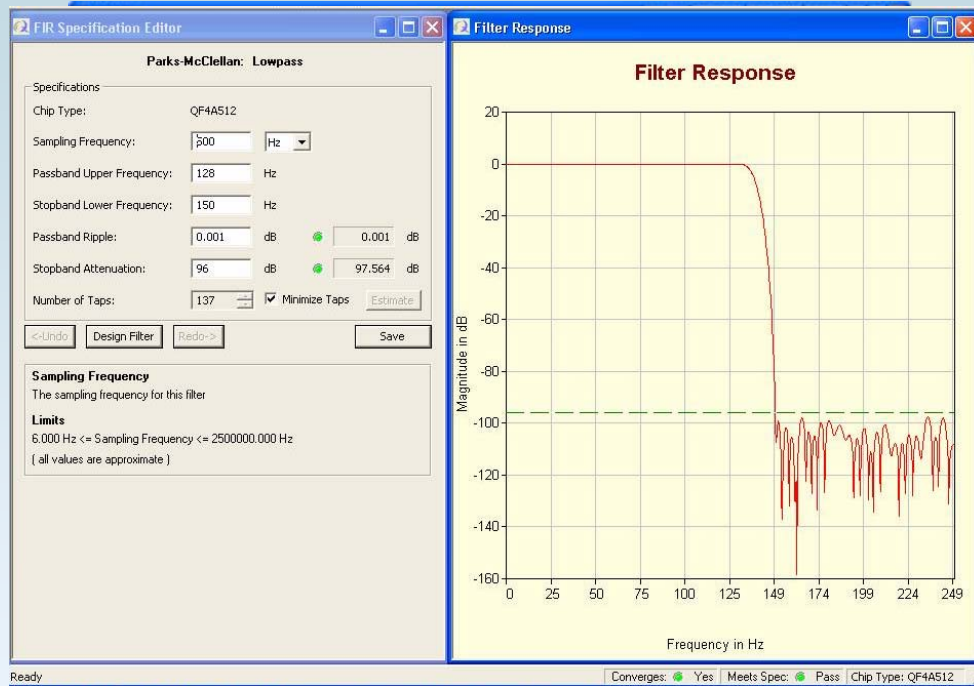 FIR Specification Editor
Parks-McClellan: Lowpass
Specifications
Chip Type: QF4A512
Sampling Frequency: 500 Hz
Passband Upper Frequency: 128 Hz
Stopband Lower Frequency: 150 Hz
Passband Ripple: 0.001 dB 0.001 dB
Stopband Attenuation: 96 dB 97.564 dB
Number of Taps: 137 Minimize Taps Estimate
<-Undo Design Filter Redo-> Save
Sampling Frequency
The sampling frequency for this filter
Limits
6.000 Hz <= Sampling Frequency <= 2500000.000 Hz
( all values are approximate )
Filter Response
Filter Response
20
0
-20
-40
-60
-80
-100
-120
-140
-160
Magnitude in dB
0 25 50 75 100 125 149 174 199 224 249
Frequency in Hz
Ready Converges: Yes Meets Spec: Pass Chip Type: QF4A512